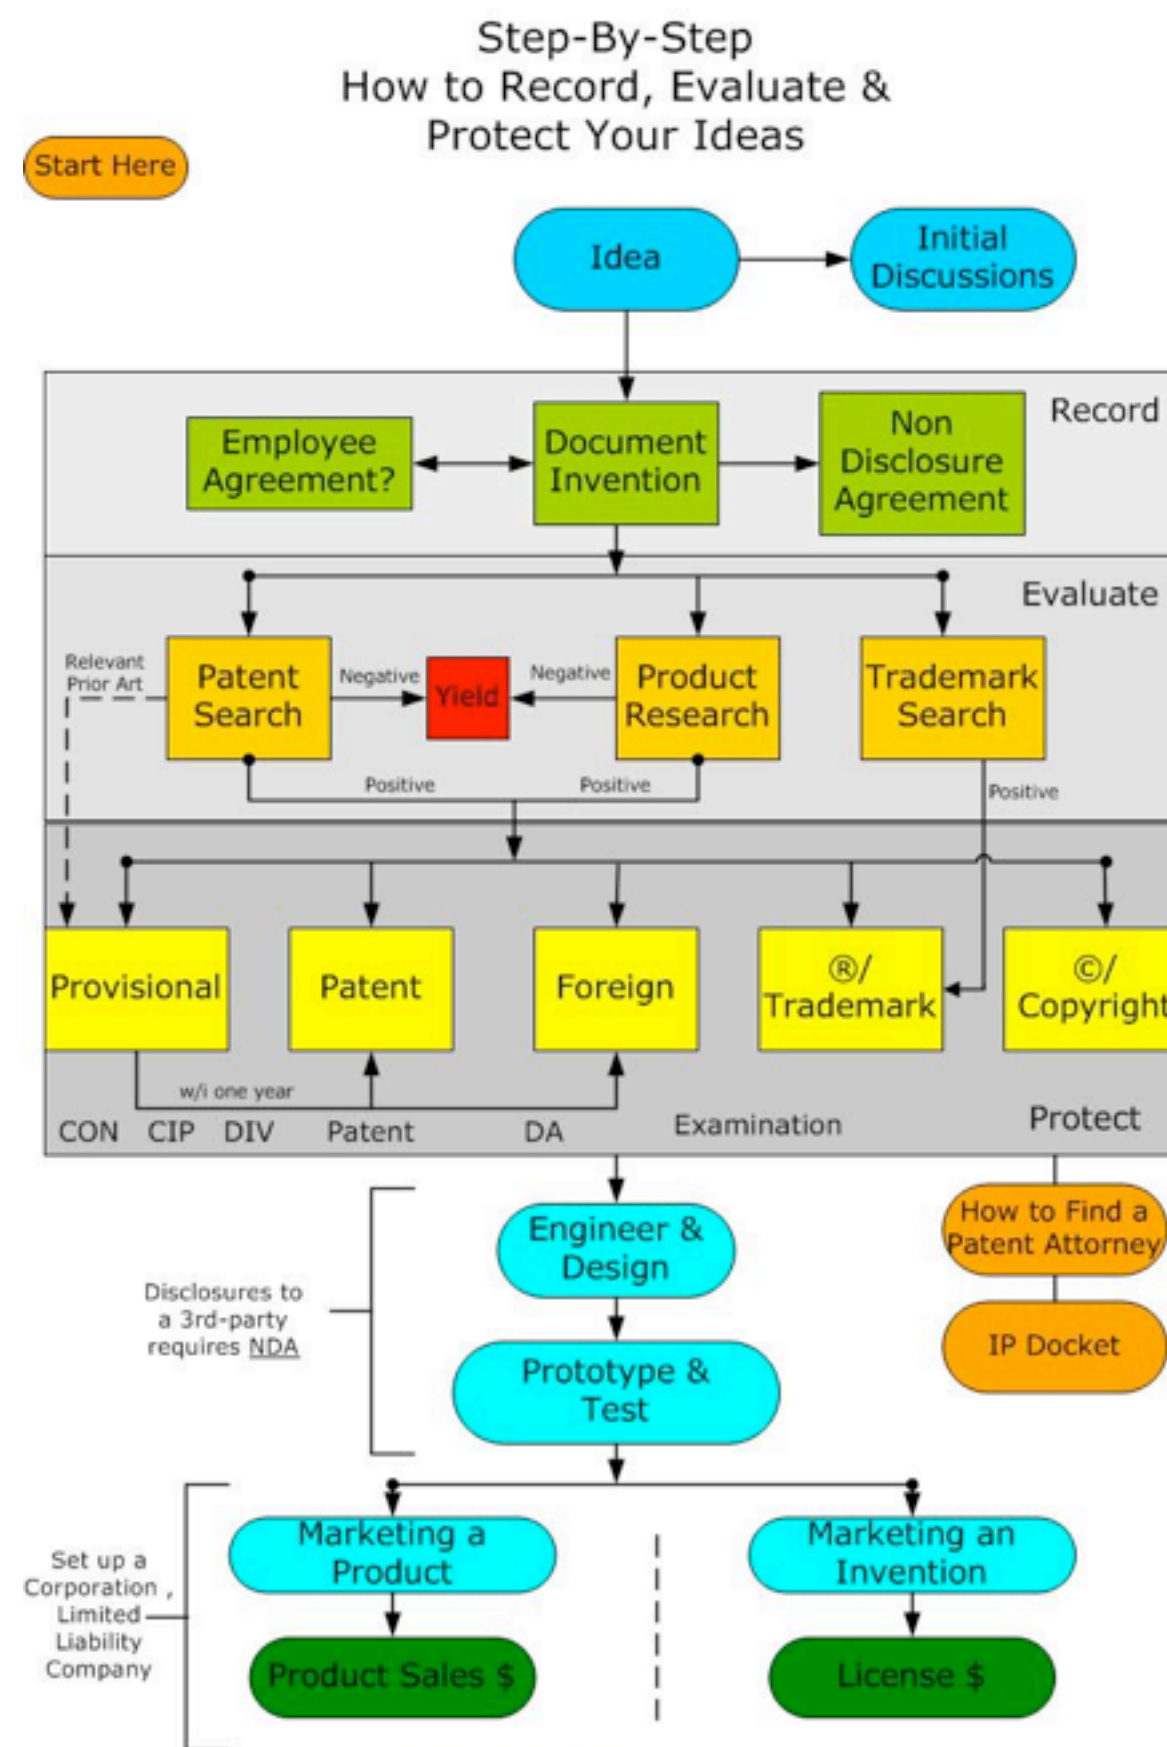 Step-By-Step
How to Record, Evaluate &
Protect Your Ideas
Start Here
Idea
Initial
Discussions
Record
Employee
Agreement?
Document
Invention
Non
Disclosure
Agreement
Evaluate
Relevant
Prior Art
Patent
Search
Negative
Yield
Negative
Product
Research
Trademark
Search
Positive
Positive
Positive
Provisional
Patent
Foreign
®/
Trademark
©/
Copyright
w/i one year
CON
CIP
DIV
Patent
DA
Examination
Protect
Engineer &
Design
How to Find a
Patent Attorney
Disclosures to
a 3rd-party
requires NDA
IP Docket
Prototype &
Test
Marketing a
Product
Marketing an
Invention
Set up a
Corporation ,
Limited
Liability
Company
Product Sales $
License $